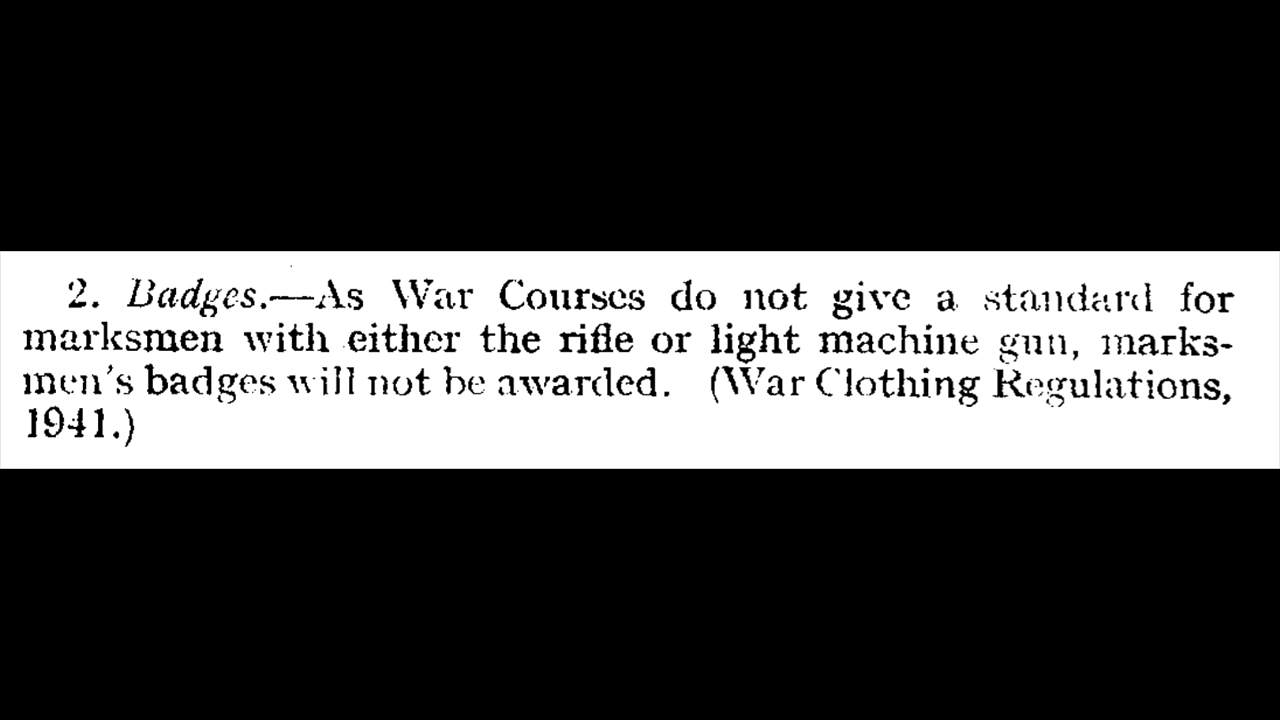 2. Badges.—As War Courses do not give a standard for
marksmen with either the rifle or light machine gun, marks-
men's badges will not be awarded. (War Clothing Regulations,
1941.)